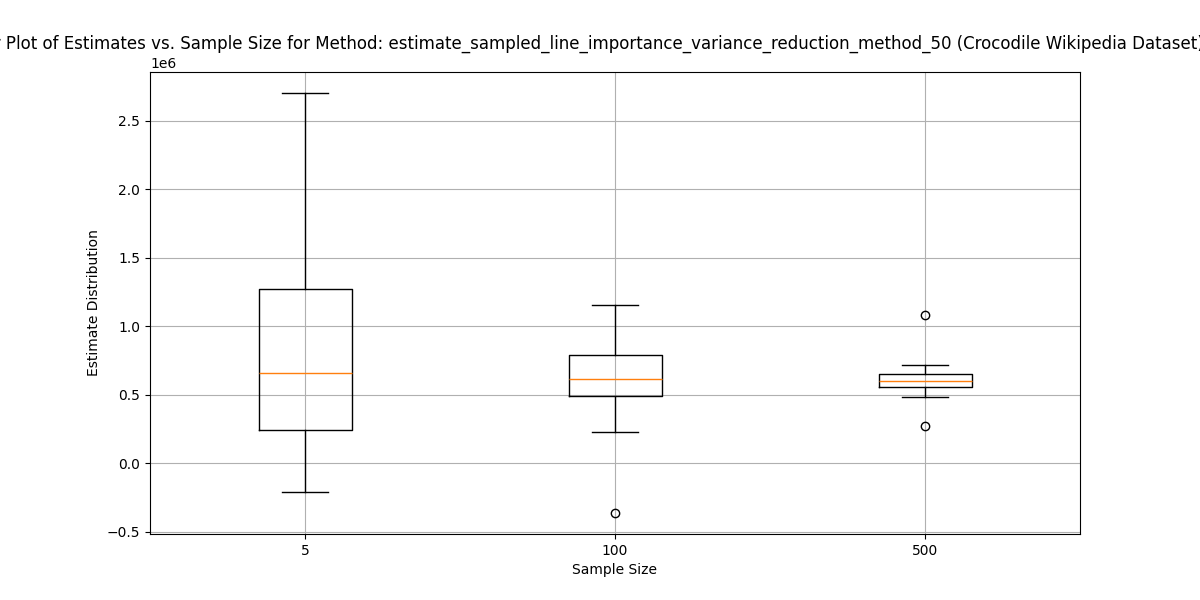 Plot of Estimates vs. Sample Size for Method: estimate_sampled_line_importance_variance_reduction_method_50 (Crocodile Wikipedia Dataset)
1e6
2.5
2.0
1.5
1.0
0.5
0.0
−0.5
Estimate Distribution
5 100 500
Sample Size